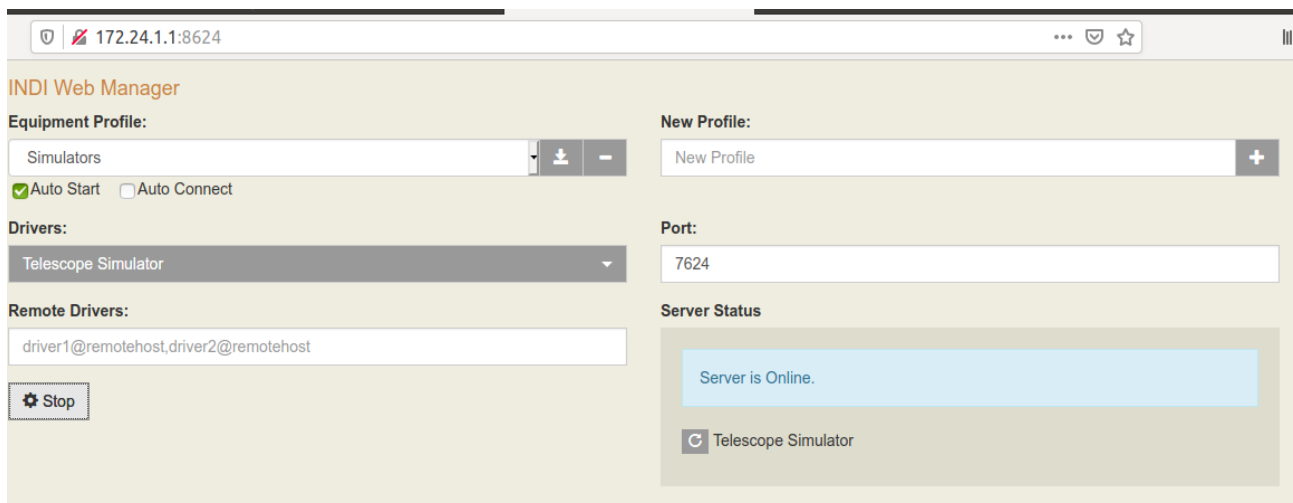 172.24.1.1:8624
INDI Web Manager
Equipment Profile:
New Profile:
Simulators
New Profile
Auto Start Auto Connect
Drivers:
Port:
Telescope Simulator
7624
Remote Drivers:
Server Status
driver1@remotehost,driver2@remotehost
Server is Online.
Stop
Telescope Simulator